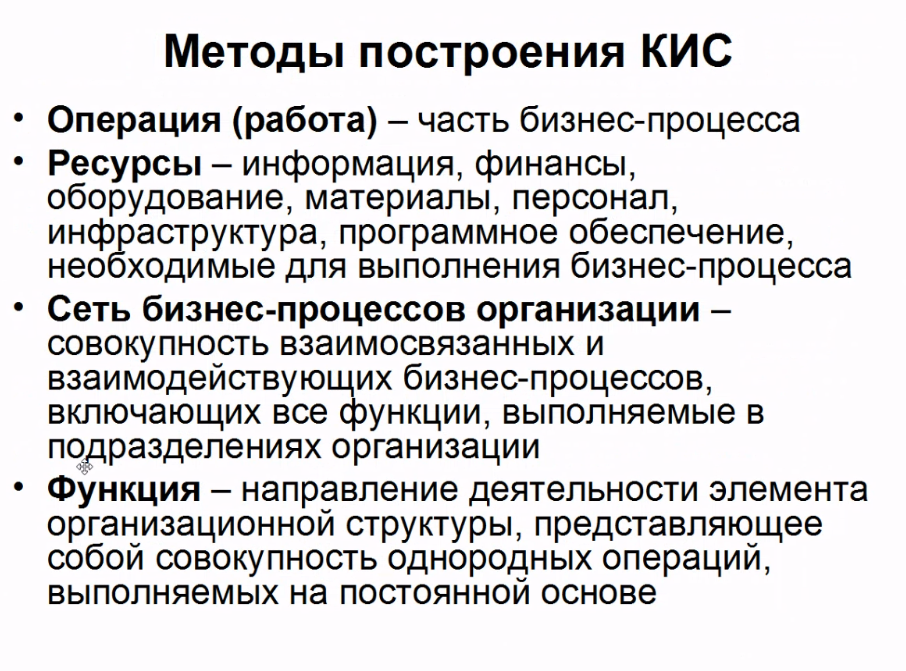 Методы построения КИС
• Операция (работа) – часть бизнес-процесса
• Ресурсы – информация, финансы,
оборудование, материалы, персонал,
инфраструктура, программное обеспечение,
необходимые для выполнения бизнес-процесса
• Сеть бизнес-процессов организации –
совокупность взаимосвязанных и
взаимодействующих бизнес-процессов,
включающих все функции, выполняемые в
подразделениях организации
• Функция – направление деятельности элемента
организационной структуры, представляющее
собой совокупность однородных операций,
выполняемых на постоянной основе